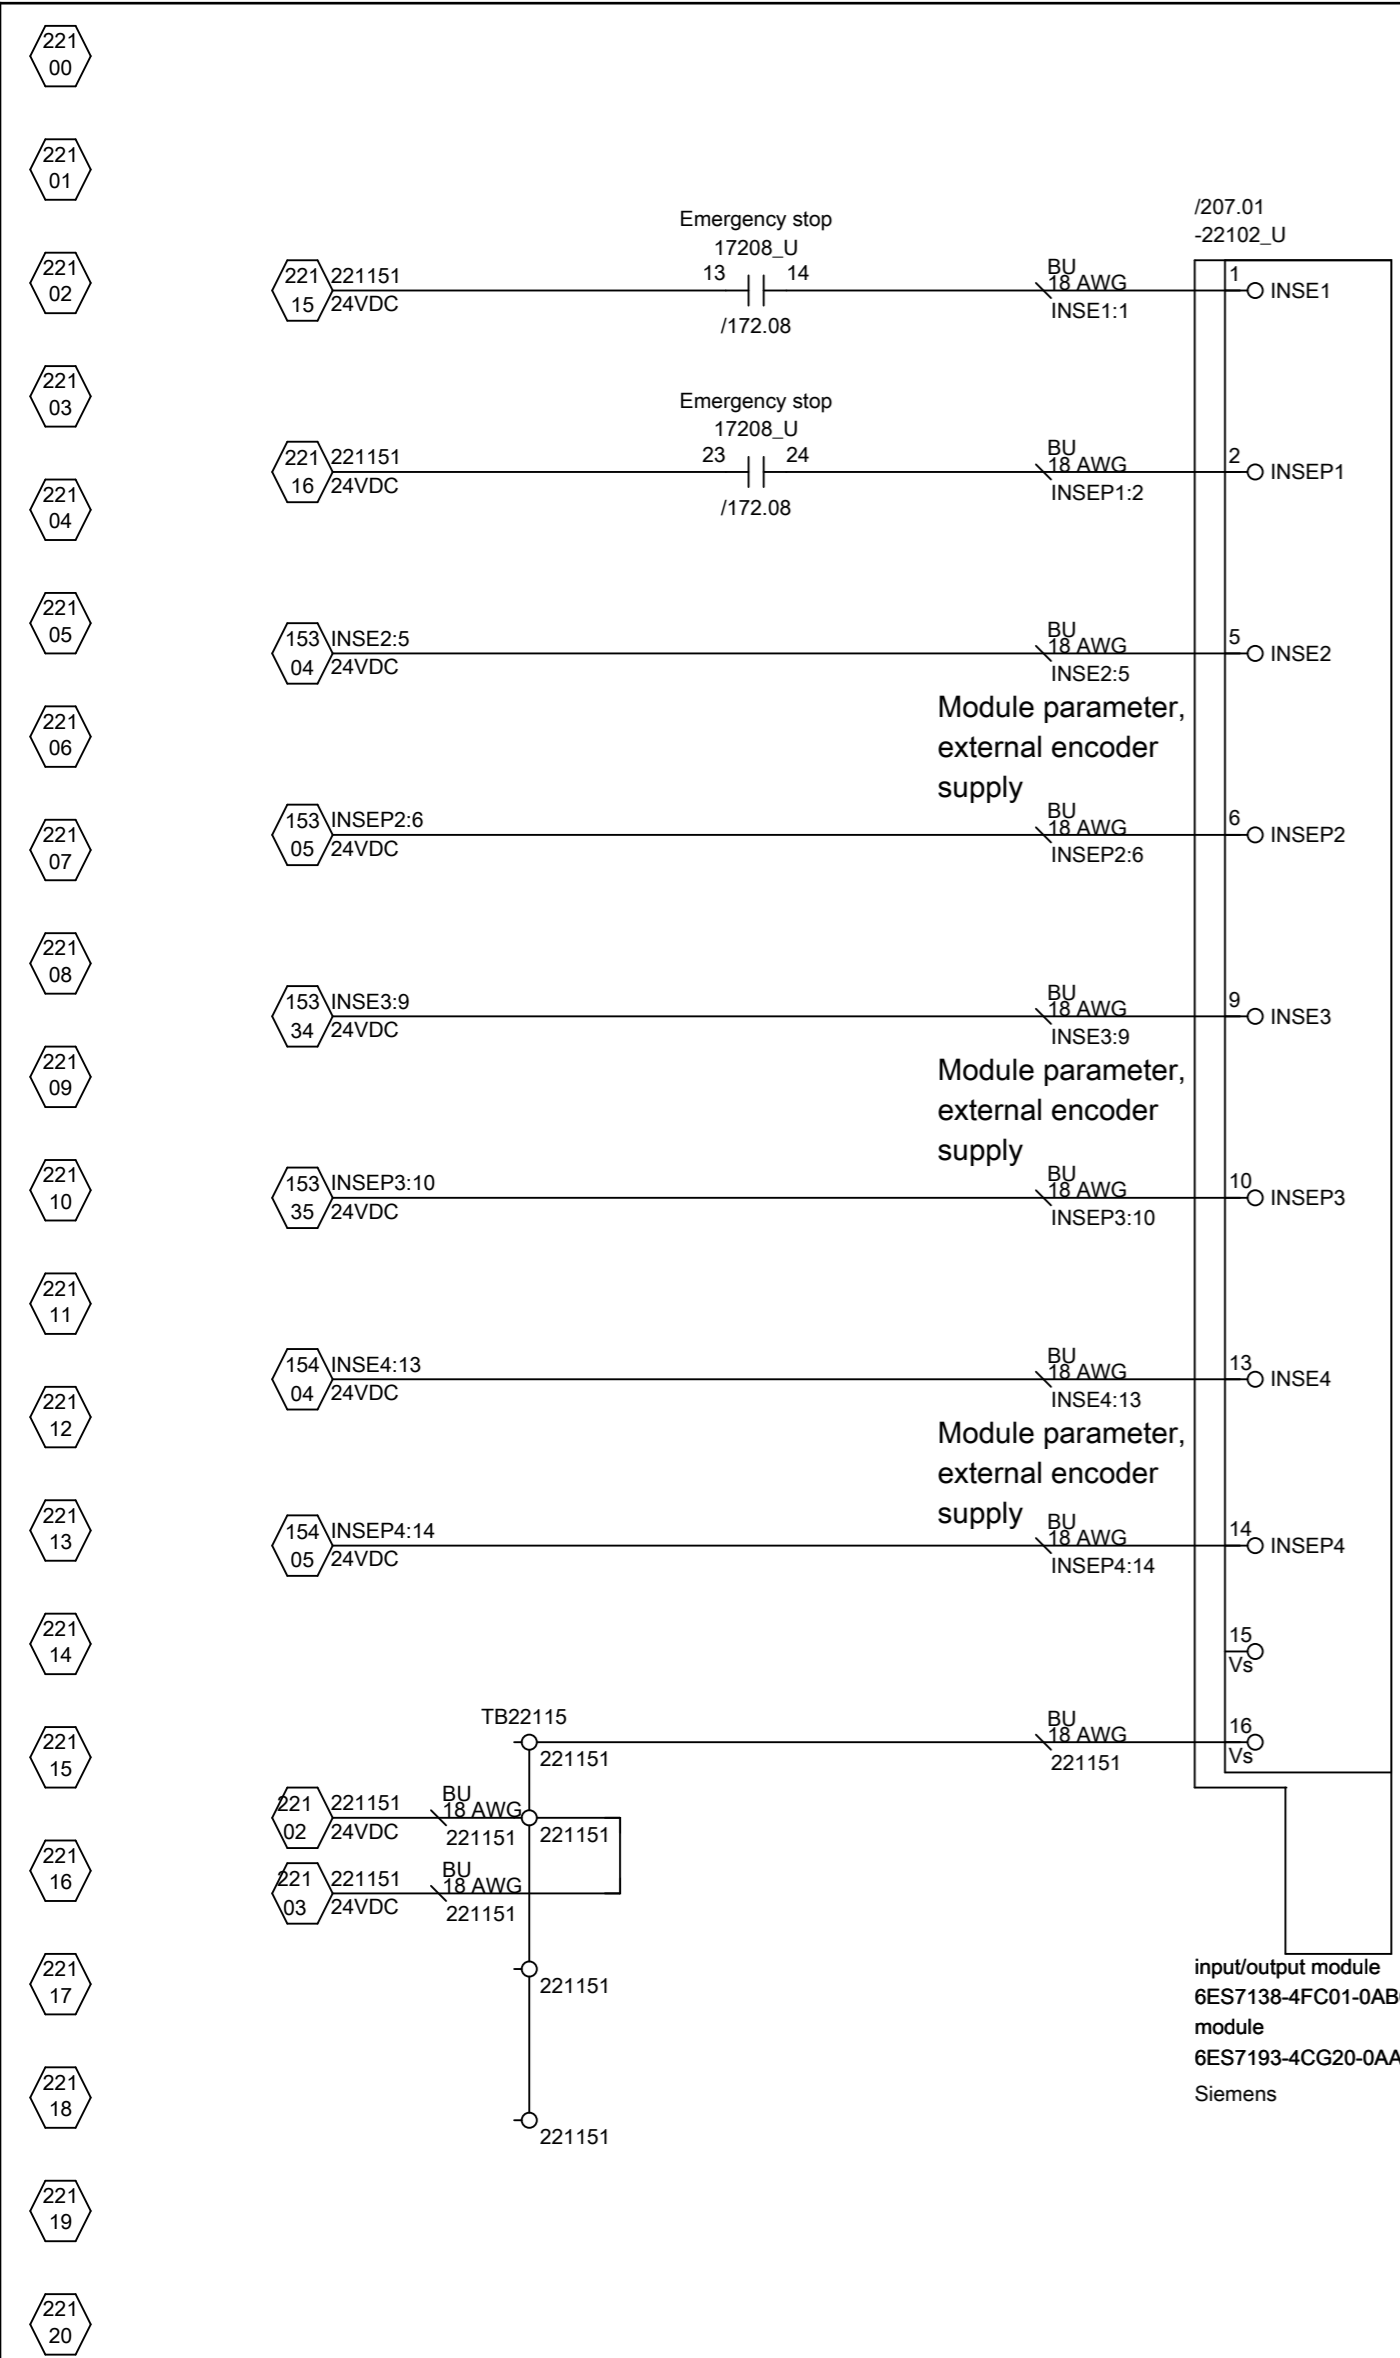 221
00
221
01
/207.01
-22102_U
Emergency stop
17208_U
221
02
221 221151
15 24VDC
13 14
/172.08
BU
18 AWG
INSE1:1
1
INSE1
221
03
Emergency stop
17208_U
221 221151
16 24VDC
23 24
/172.08
BU
18 AWG
INSEP1:2
2
INSEP1
221
04
221
05
153 INSE2:5
04 24VDC
BU
18 AWG
INSE2:5
5
INSE2
Module parameter,
external encoder
supply
221
06
221
07
153 INSEP2:6
05 24VDC
BU
18 AWG
INSEP2:6
6
INSEP2
221
08
153 INSE3:9
34 24VDC
BU
18 AWG
INSE3:9
9
INSE3
Module parameter,
external encoder
supply
221
09
221
10
153 INSEP3:10
35 24VDC
BU
18 AWG
INSEP3:10
10
INSEP3
221
11
154 INSE4:13
04 24VDC
BU
18 AWG
INSE4:13
13
INSE4
Module parameter,
external encoder
supply
221
12
221
13
154 INSEP4:14
05 24VDC
BU
18 AWG
INSEP4:14
14
INSEP4
221
14
15
Vs
TB22115
221
15
221151
BU
18 AWG
221151
16
Vs
221 221151
02 24VDC
BU
18 AWG
221151
221151
221
16
221 221151
03 24VDC
BU
18 AWG
221151
221
17
221151
input/output module
6ES7138-4FC01-0AB
module
6ES7193-4CG20-0AA
Siemens
221
18
221151
221
19
221
20